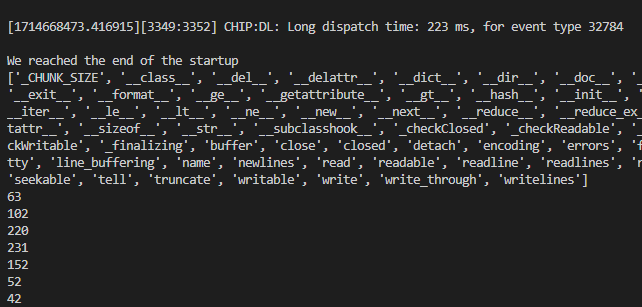 [1714668473.416915][3349:3352] CHIP:DL: Long dispatch time: 223 ms, for event type 32784
We reached the end of the startup
['_CHUNK_SIZE', '__class__', '__del__', '__delattr__', '__dict__', '__dir__', '__doc__', '_
'__exit__', '__format__', '__ge__', '__getattribute__', '__gt__', '__hash__', '__init__', '
__iter__', '__le__', '__lt__', '__ne__', '__new__', '__next__', '__reduce__', '__reduce_ex_
tattr__', '__sizeof__', '__str__', '__subclasshook__', '_checkClosed', '_checkReadable', '_
ckWritable', '_finalizing', 'buffer', 'close', 'closed', 'detach', 'encoding', 'errors', 'f
tty', 'line_buffering', 'name', 'newlines', 'read', 'readable', 'readline', 'readlines', 'r
'seekable', 'tell', 'truncate', 'writable', 'write', 'write_through', 'writelines']
63
102
220
231
152
52
42